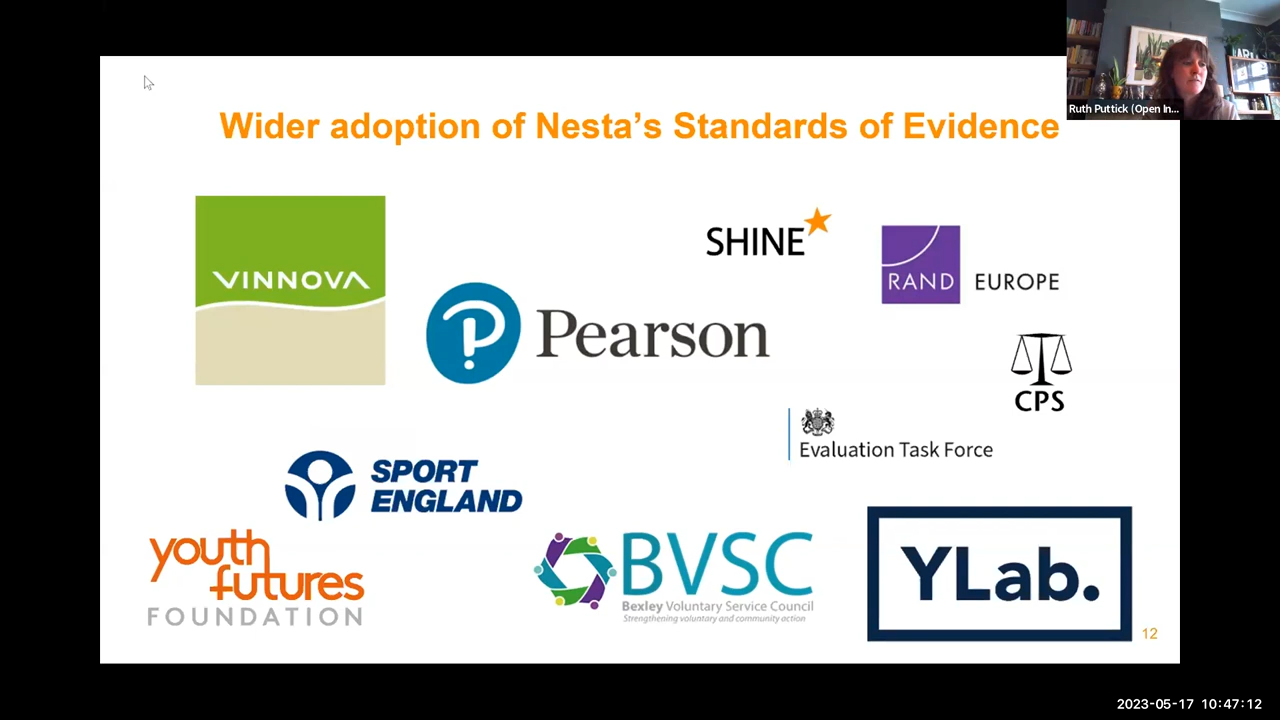 Ruth Puttick (Open In...
Wider adoption of Nesta's Standards of Evidence
VINNOVA
SHINE
RAND EUROPE
Pearson
CPS
Evaluation Task Force
SPORT
ENGLAND
youth
futures
FOUNDATION
BVSC
Bexley Voluntary Service Council
Strengthening voluntary and community action
YLab.
12
2023-05-17 10:47:12